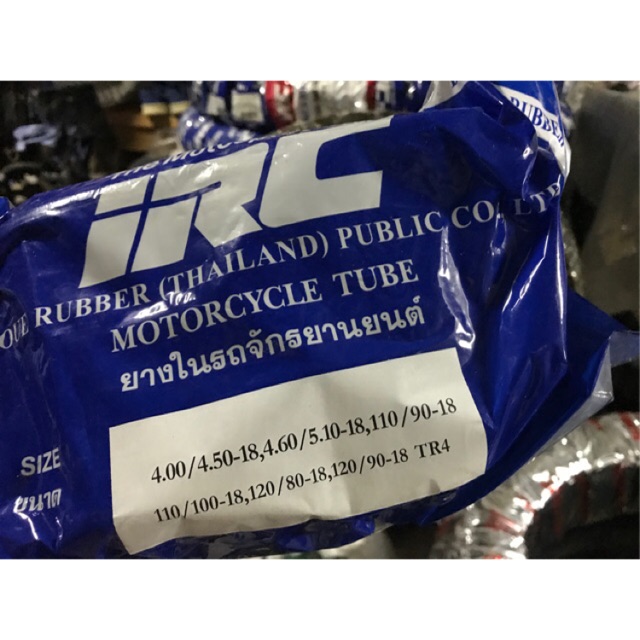 IRC
OUE RUBBER (THAILAND) PUBLIC CO., LTD.
MOTORCYCLE TUBE
ยางในรถจักรยานยนต์
SIZE
ขนาด
4.00/4.50-18,4.60/5.10-18,110/90-18
110/100-18,120/80-18,120/90-18 TR4
RUBBER